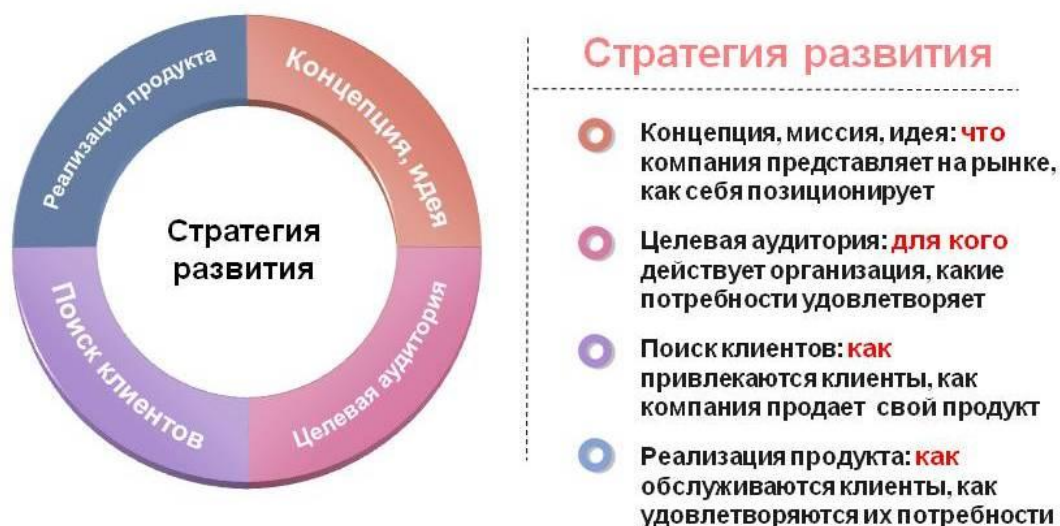 Реализация продукта
Концепция, идея
Стратегия
развития
Поиск клиентов
Целевая аудитория
Стратегия развития
Концепция, миссия, идея: что
компания представляет на рынке,
как себя позиционирует
Целевая аудитория: для кого
действует организация, какие
потребности удовлетворяет
Поиск клиентов: как
привлекаются клиенты, как
компания продает свой продукт
Реализация продукта: как
обслуживаются клиенты, как
удовлетворяются их потребности